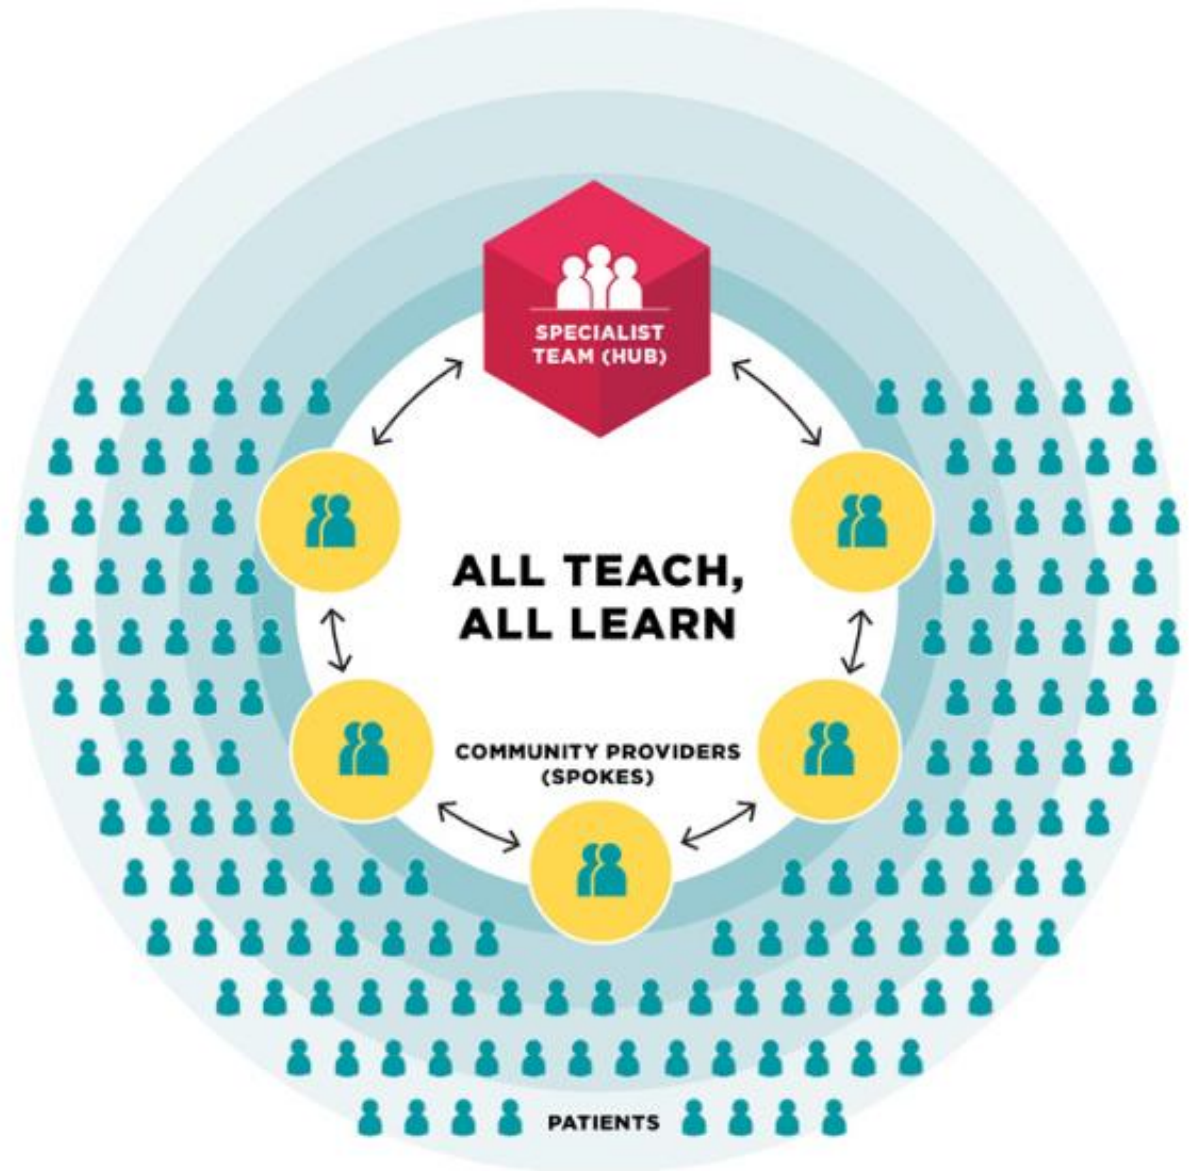 SPECIALIST
TEAM (HUB)
ALL TEACH,
ALL LEARN
COMMUNITY PROVIDERS
(SPOKES)
PATIENTS